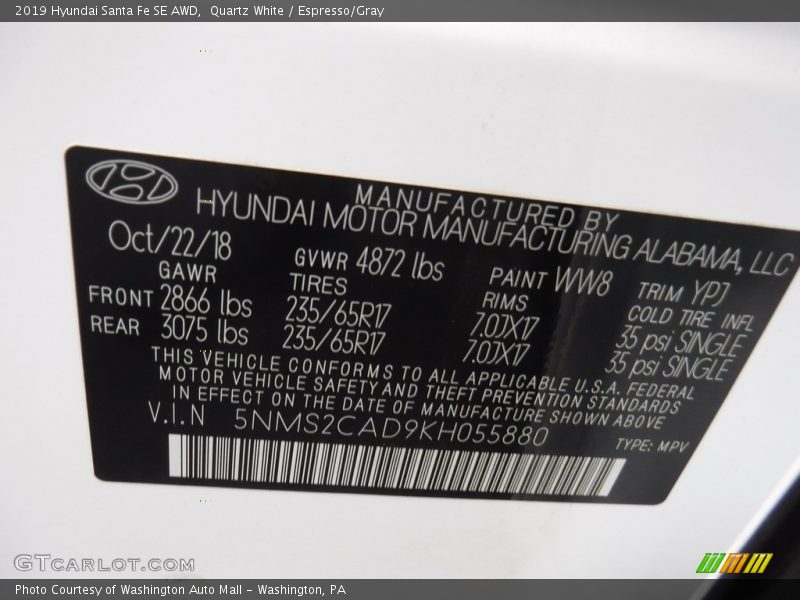 2019 Hyundai Santa Fe SE AWD,  Quartz White / Espresso/Gray
MANUFACTURED BY
HYUNDAI MOTOR MANUFACTURING ALABAMA, LLC
Oct/22/18 GVWR 4872 lbs PAINT WW8 TRIM YPJ
GAWR TIRES RIMS COLD TIRE INFL
FRONT 2866 lbs 235/65R17 7.0JX17 35 psi SINGLE
REAR 3075 lbs 235/65R17 7.0JX17 35 psi SINGLE
THIS VEHICLE CONFORMS TO ALL APPLICABLE U.S.A. FEDERAL
MOTOR VEHICLE SAFETY AND THEFT PREVENTION STANDARDS
IN EFFECT ON THE DATE OF MANUFACTURE SHOWN ABOVE
V.I.N 5NMS2CAD9KH055880
TYPE: MPV
GTCARLOT.COM
Photo Courtesy of Washington Auto Mall - Washington, PA